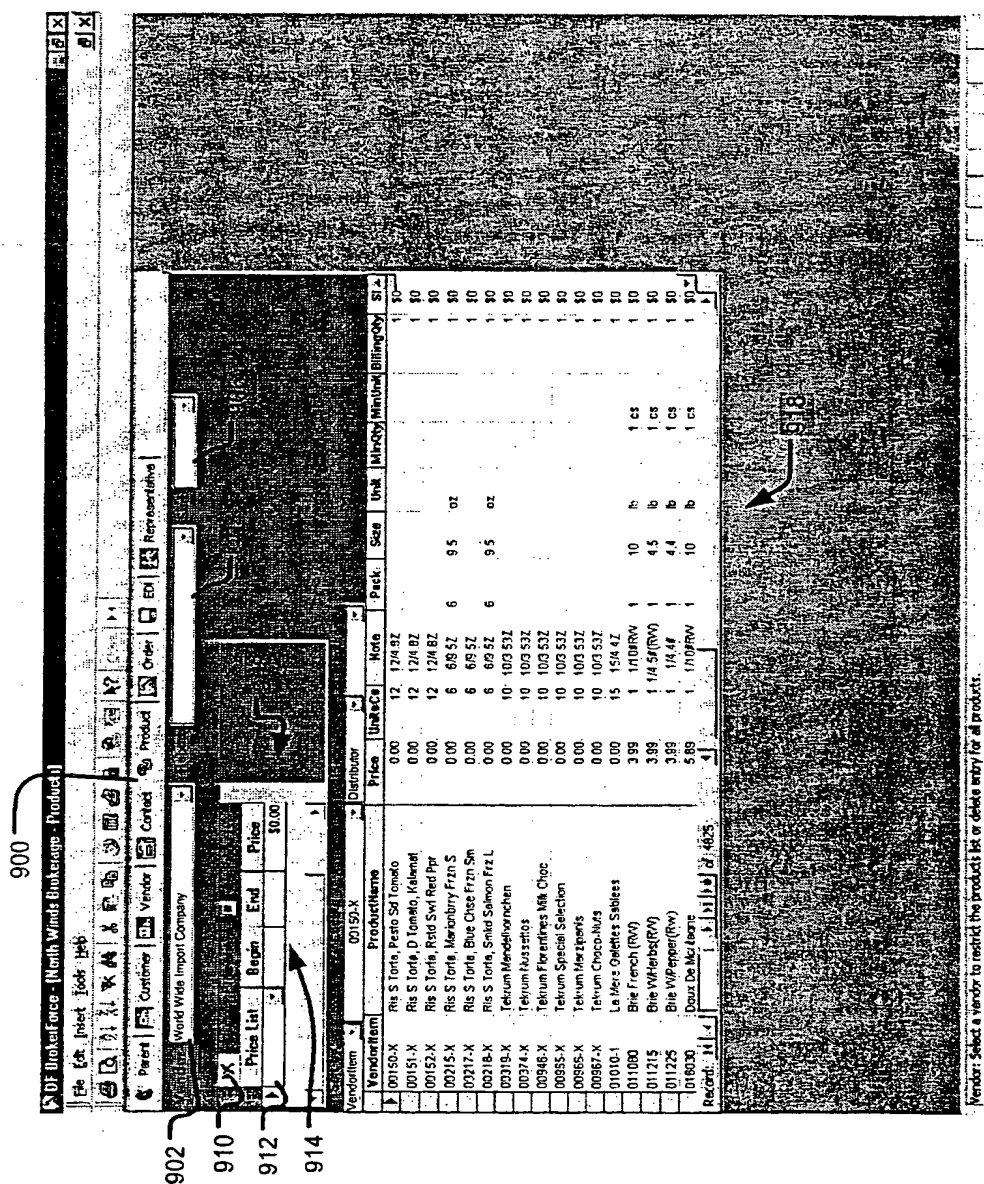 900
DF BrokerForce - [North Winds Brokerage - Products]
File Edit Insert Tools Help
Parent Customer Vendor Contact Product Order EDI Representative
902
World Wide Import Company
910
912
914
Price List Begin End Price
$0.00
VendorItem 00150-X Distributor
VendorItem ProductName Price UnitsCs Note Pack Size Unit MinQty MinUnit BillingQty
00150-X Rits S Torta, Pesto Sd Tomato 0.00 12 12/4 8Z 1 $0
00151-X Rits S Torta, D Tomato, Kalamat 0.00 12 12/4 8Z 1 $0
00152-X Rits S Torta, Rstd Swt Red Ppr 0.00 12 12/4 8Z 1 $0
00215-X Rits S Torta, Marionbrry Frzn S 0.00 6 6/9 5Z 6 9.5 oz 1 $0
00217-X Rits S Torta, Blue Chse Frzn Sm 0.00 6 6/9 5Z 1 $0
00218-X Rits S Torta, Smkd Salmon Frz L 0.00 6 6/9 5Z 6 9.5 oz 1 $0
00319-X Tekrum Mandelhornchen 0.00 10 10/3 53Z 1 $0
00374-X Tekrum Nussetos 0.00 10 10/3 53Z 1 $0
00946-X Tekrum Florentines Milk Choc 0.00 10 10/3 53Z 1 $0
00955-X Tekrum Special Selection 0.00 10 10/3 53Z 1 $0
00965-X Tekrum Marzipanis 0.00 10 10/3 53Z 1 $0
00967-X Tekrum Choco-Nuts 0.00 10 10/3 53Z 1 $0
01010-1 La Mere Galettes Sablees 0.00 15 15/4 4Z 1 $0
011080 Brie French (RW) 3.99 1 1/10#RW 1 10 lb 1 cs 1 $0
011215 Brie W/Herbs(RW) 3.99 1 1/4.5#(RW) 1 4.5 lb 1 cs 1 $0
011225 Brie W/Pepper(Rw) 3.89 1 1/4.4# 1 4.4 lb 1 cs 1 $0
018030 Doux De Montagne 5.89 1 1/10#RW 1 10 lb 1 cs 1 $0
Record: 1 of 4825
918
Vendor: Select a vendor to restrict the products list or delete entry for all products.